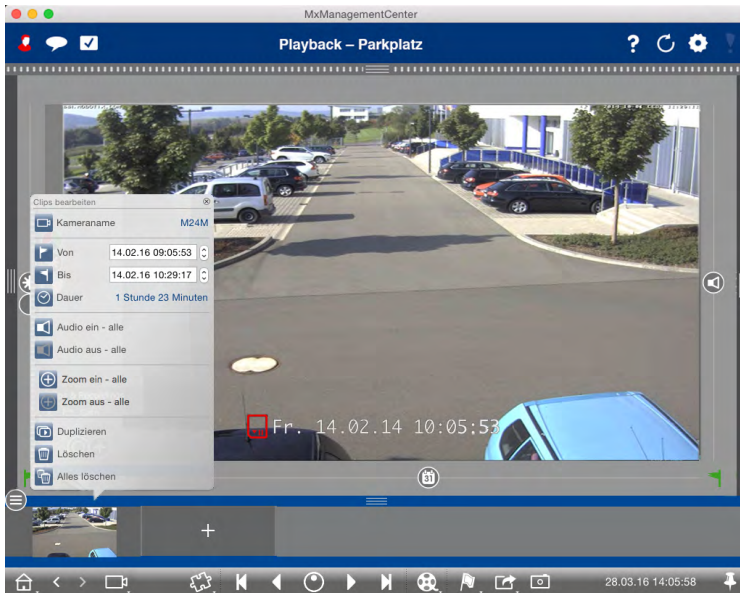 MxManagementCenter
Playback – Parkplatz
?
Clips bearbeiten
Kameraname M24M
Von 14.02.16 09:05:53
Bis 14.02.16 10:29:17
Dauer 1 Stunde 23 Minuten
Audio ein - alle
Audio aus - alle
Zoom ein - alle
Zoom aus - alle
Duplizieren
Löschen
Alles löschen
Fr. 14.02.14 10:05:53
31
+
28.03.16 14:05:58